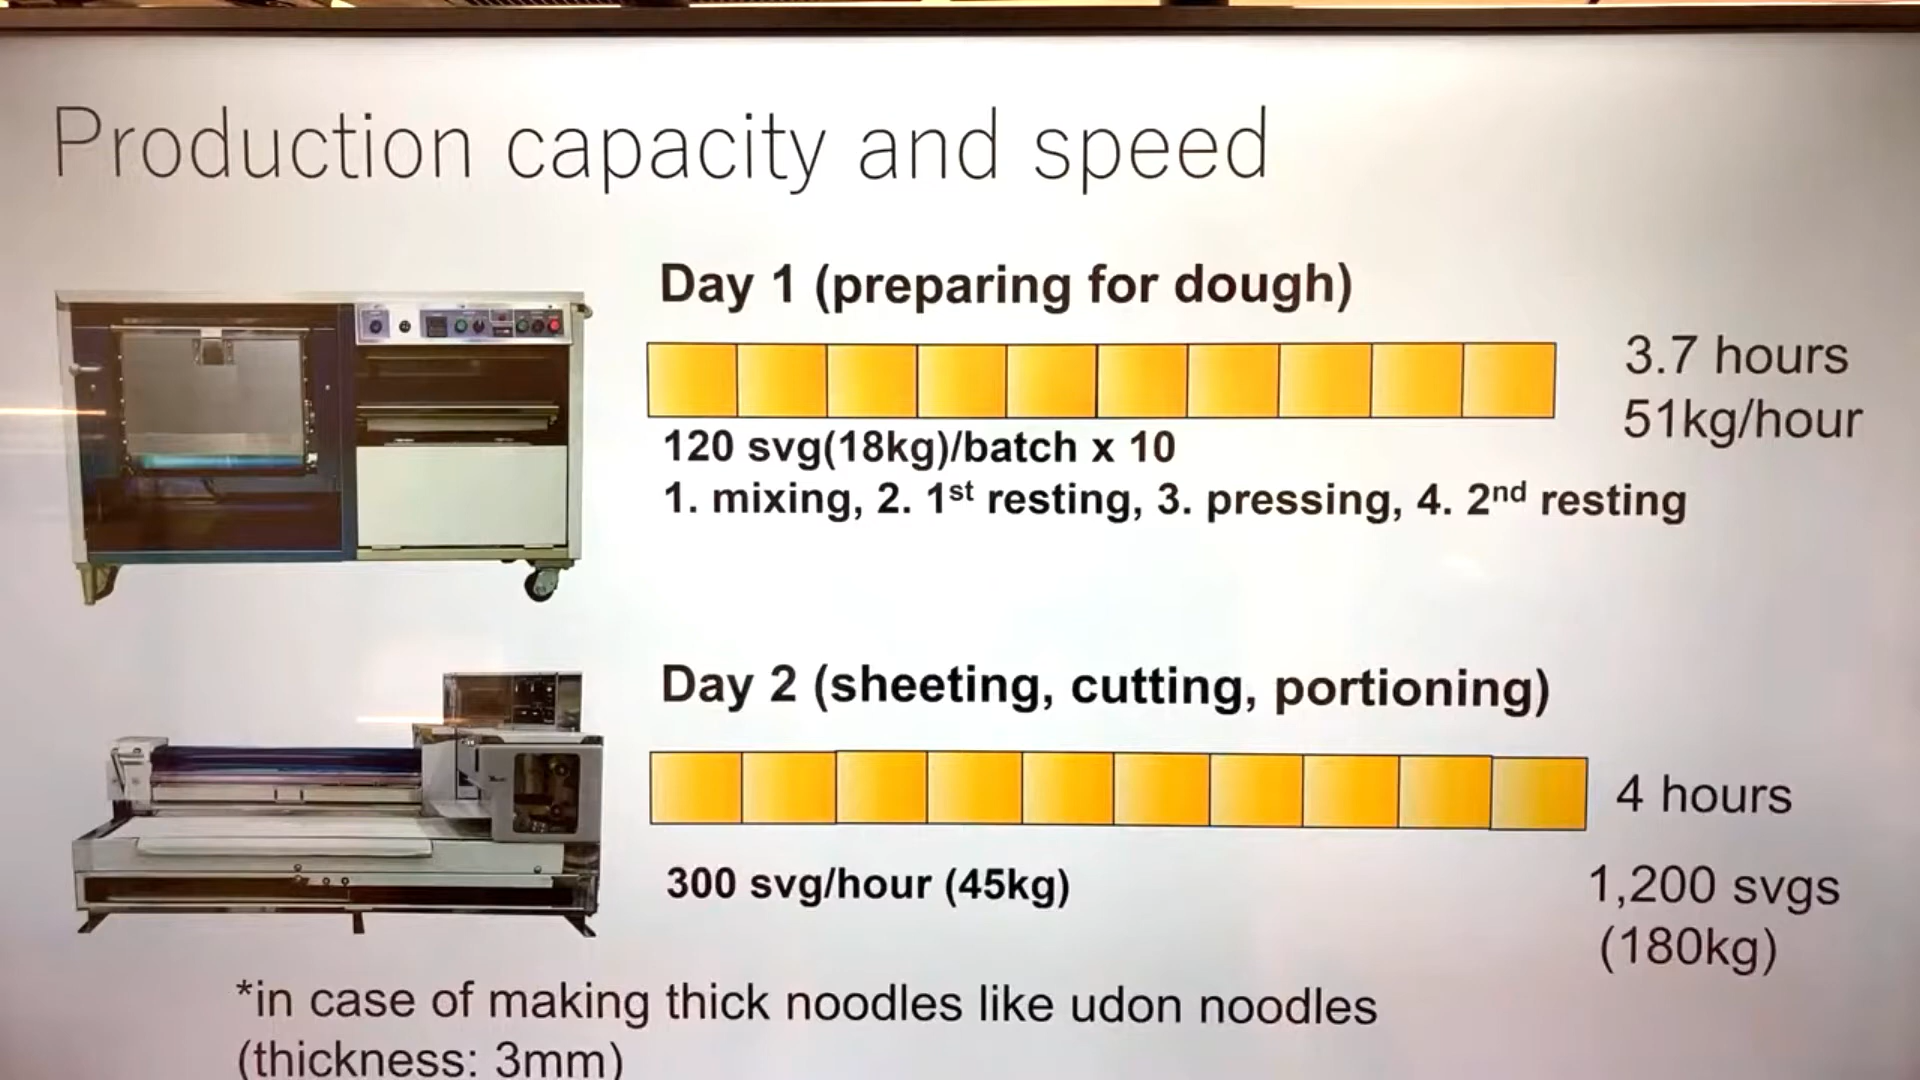 Production capacity and speed
Day 1 (preparing for dough)
3.7 hours
51kg/hour
120 svg(18kg)/batch x 10
1. mixing, 2. 1st resting, 3. pressing, 4. 2nd resting
Day 2 (sheeting, cutting, portioning)
4 hours
300 svg/hour (45kg)
1,200 svgs
(180kg)
*in case of making thick noodles like udon noodles
(thickness: 3mm)